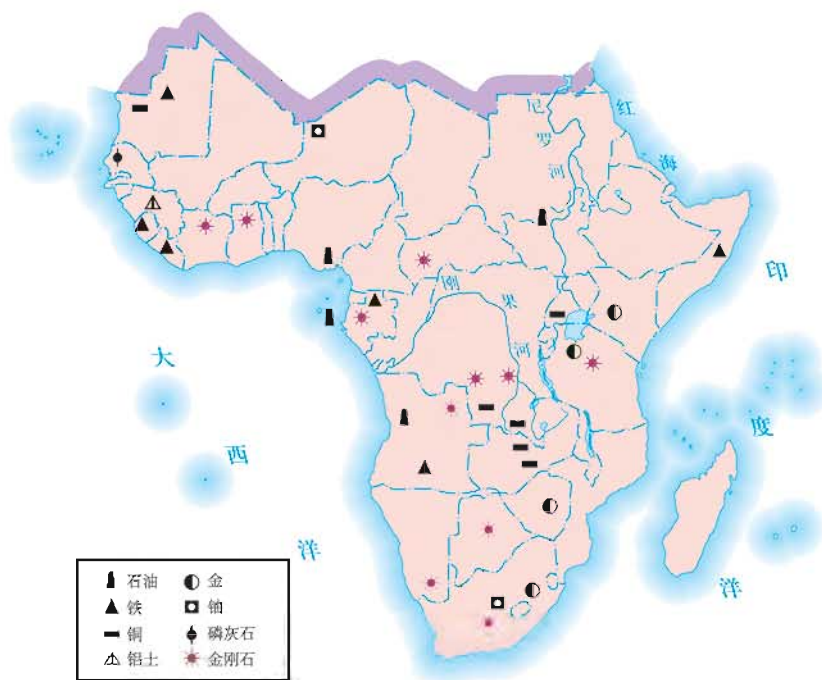 尼罗河
红海
刚果河
印度洋
大西洋
石油
金
铁
铀
铜
磷灰石
铝土
金刚石